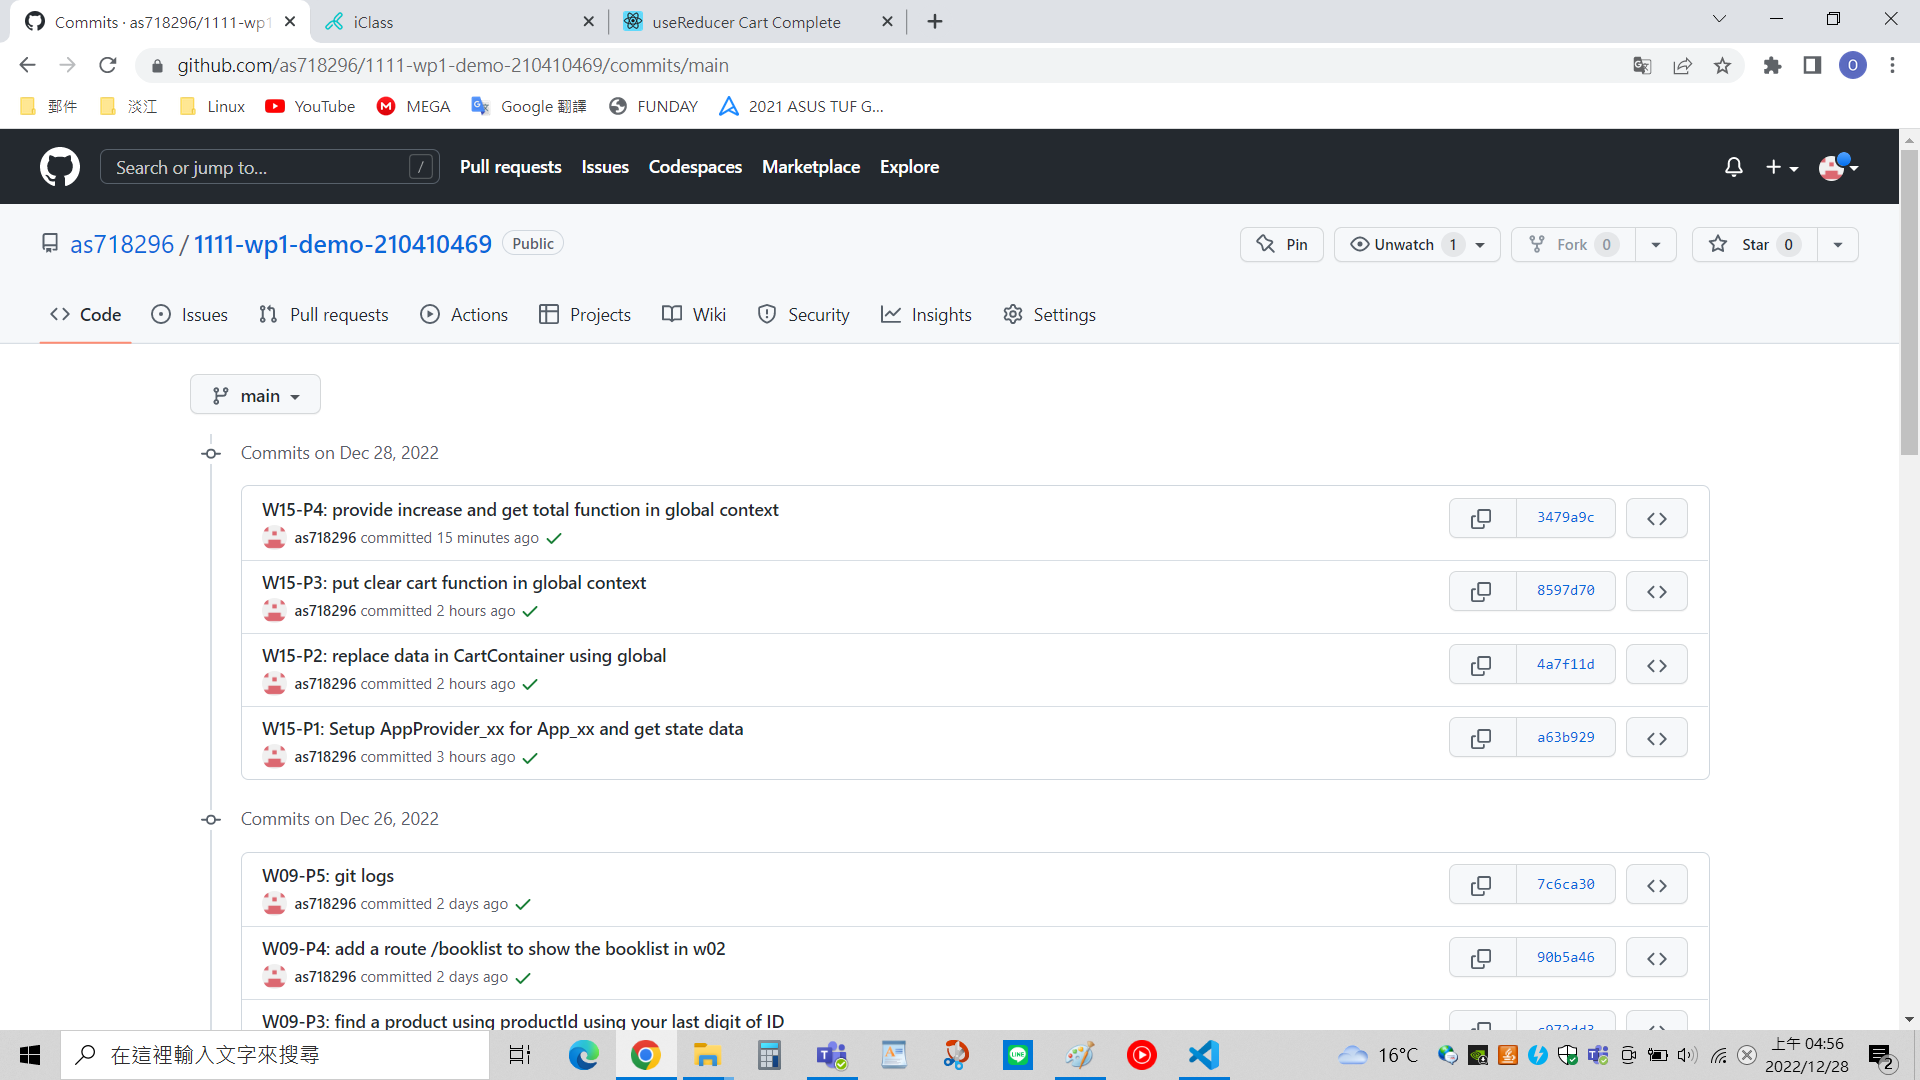 Commits · as718296/1111-wp1
iClass
useReducer Cart Complete
github.com/as718296/1111-wp1-demo-210410469/commits/main
O
郵件
淡江
Linux
YouTube
MEGA
Google 翻譯
FUNDAY
2021 ASUS TUF G...
Search or jump to...
/
Pull requests
Issues
Codespaces
Marketplace
Explore
as718296 / 1111-wp1-demo-210410469
Public
Pin
Unwatch 1
Fork 0
Star 0
Code
Issues
Pull requests
Actions
Projects
Wiki
Security
Insights
Settings
main
Commits on Dec 28, 2022
W15-P4: provide increase and get total function in global context
3479a9c
as718296 committed 15 minutes ago
W15-P3: put clear cart function in global context
8597d70
as718296 committed 2 hours ago
W15-P2: replace data in CartContainer using global
4a7f11d
as718296 committed 2 hours ago
W15-P1: Setup AppProvider_xx for App_xx and get state data
a63b929
as718296 committed 3 hours ago
Commits on Dec 26, 2022
W09-P5: git logs
7c6ca30
as718296 committed 2 days ago
W09-P4: add a route /booklist to show the booklist in w02
90b5a46
as718296 committed 2 days ago
W09-P3: find a product using productId using your last digit of ID
c972dd3
在這裡輸入文字來搜尋
16°C
上午 04:56
2022/12/28
2